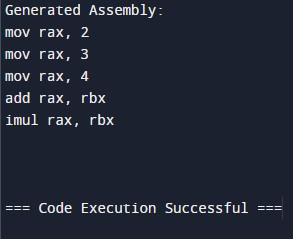 Generated Assembly:
mov rax, 2
mov rax, 3
mov rax, 4
add rax, rbx
imul rax, rbx
=== Code Execution Successful ===